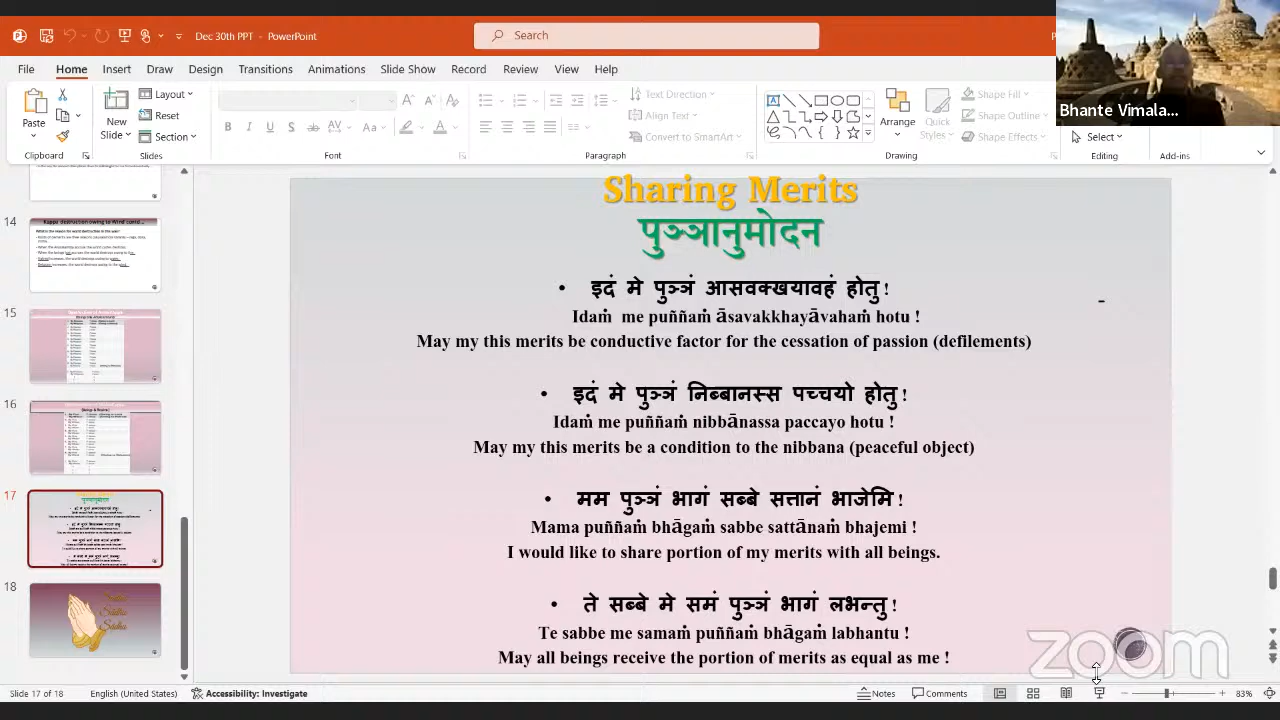 Dec 30th PPT - PowerPoint
Search
Bhante Vimala...
File Home Insert Draw Design Transitions Animations Slide Show Record Review View Help
Paste
New Slide
Layout
Reset
Section
Text Direction
Align Text
Convert to SmartArt
Arrange
Quick Styles
Shape Fill
Shape Outline
Shape Effects
Select
Clipboard Slides Font Paragraph Drawing Editing Add-ins
14
15
16
17
18
Sharing Merits
पुञ्ञानुमोदन
• इदं मे पुञ्ञं आसवक्खयावहं होतु !
Idaṁ me puññaṁ āsavakkhayāvahaṁ hotu !
May my this merits be conductive factor for the cessation of passion (defilements)
• इदं मे पुञ्ञं निब्बानस्स पच्चयो होतु !
Idaṁ me puññaṁ nibbānassa paccayo hotu !
May my this merits be a condition to the nibbana (peaceful object)
• मम पुञ्ञं भागं सब्बे सत्तानं भाजेमि !
Mama puññaṁ bhāgaṁ sabbe sattānaṁ bhajemi !
I would like to share portion of my merits with all beings.
• ते सब्बे मे समं पुञ्ञं भागं लभन्तु !
Te sabbe me samaṁ puññaṁ bhāgaṁ labhantu !
May all beings receive the portion of merits as equal as me !
zoom
Slide 17 of 18 English (United States) Accessibility: Investigate Notes Comments 83%